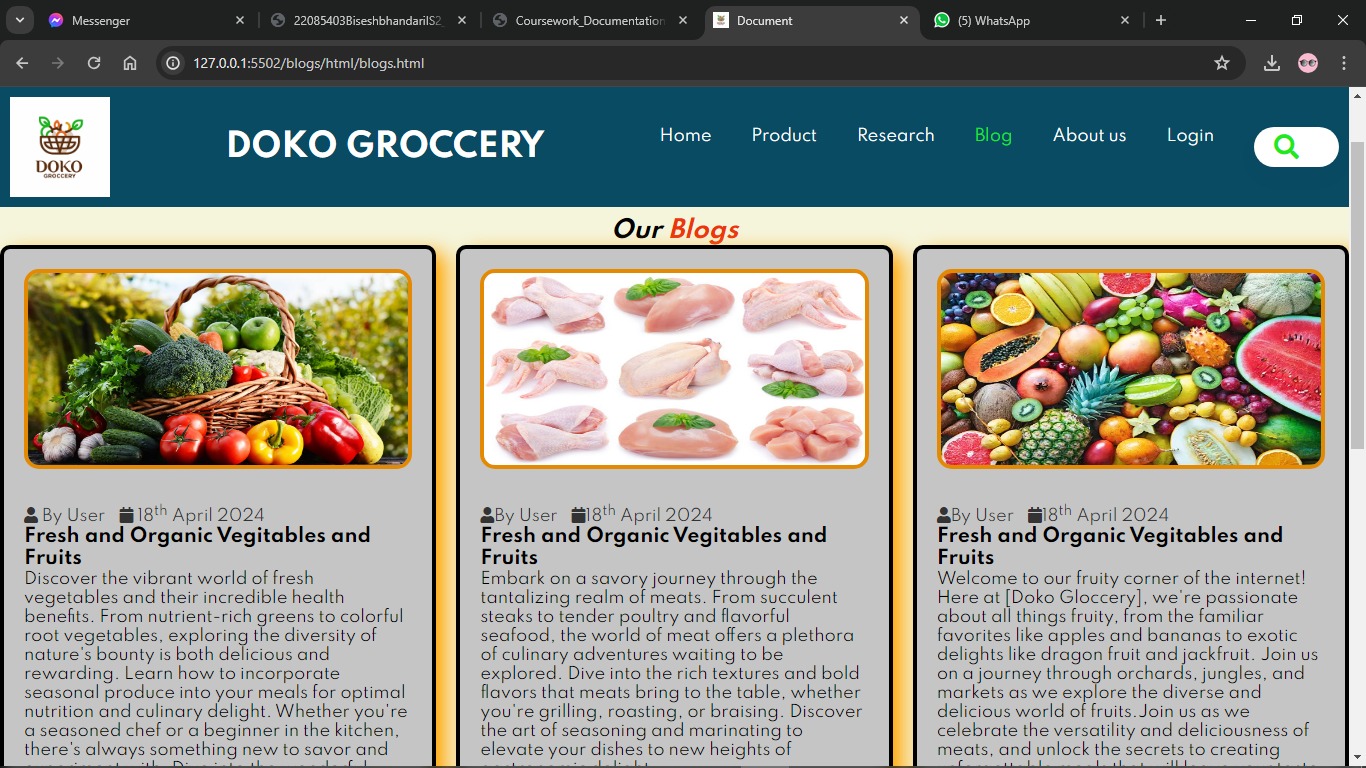 Messenger
22085403BiseshbhandariIS2_
Coursework_Documentation
Document
(5) WhatsApp
127.0.0.1:5502/blogs/html/blogs.html
DOKO
GROCCERY
DOKO GROCCERY
Home
Product
Research
Blog
About us
Login
Our Blogs
By User 18th April 2024
Fresh and Organic Vegitables and
Fruits
Discover the vibrant world of fresh
vegetables and their incredible health
benefits. From nutrient-rich greens to colorful
root vegetables, exploring the diversity of
nature's bounty is both delicious and
rewarding. Learn how to incorporate
seasonal produce into your meals for optimal
nutrition and culinary delight. Whether you're
a seasoned chef or a beginner in the kitchen,
there's always something new to savor and
By User 18th April 2024
Fresh and Organic Vegitables and
Fruits
Embark on a savory journey through the
tantalizing realm of meats. From succulent
steaks to tender poultry and flavorful
seafood, the world of meat offers a plethora
of culinary adventures waiting to be
explored. Dive into the rich textures and bold
flavors that meats bring to the table, whether
you're grilling, roasting, or braising. Discover
the art of seasoning and marinating to
elevate your dishes to new heights of
By User 18th April 2024
Fresh and Organic Vegitables and
Fruits
Welcome to our fruity corner of the internet!
Here at [Doko Gloccery], we're passionate
about all things fruity, from the familiar
favorites like apples and bananas to exotic
delights like dragon fruit and jackfruit. Join us
on a journey through orchards, jungles, and
markets as we explore the diverse and
delicious world of fruits.Join us as we
celebrate the versatility and deliciousness of
meats, and unlock the secrets to creating